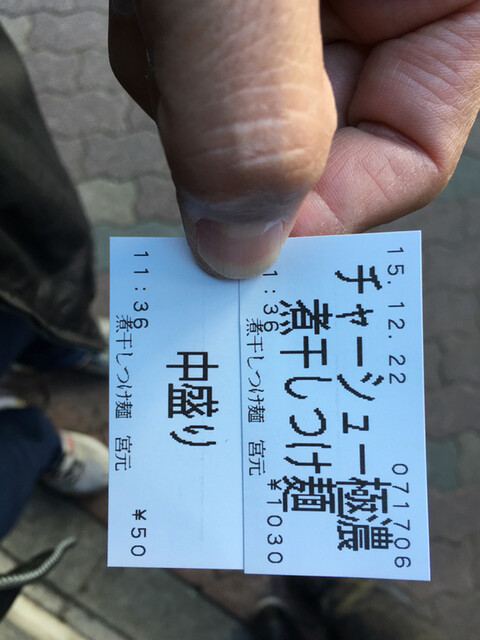 15.12.22 071706
チャーシュー極濃
煮干しつけ麺
1:36 ¥1030
煮干しつけ麺 宮元
中盛り
11:36 ¥50
煮干しつけ麺 宮元